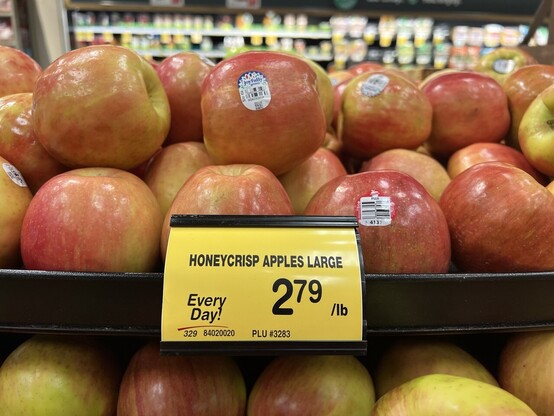 HONEYCRISP APPLES LARGE
Every
Day!
2 79 /lb
329 84020020 PLU #3283